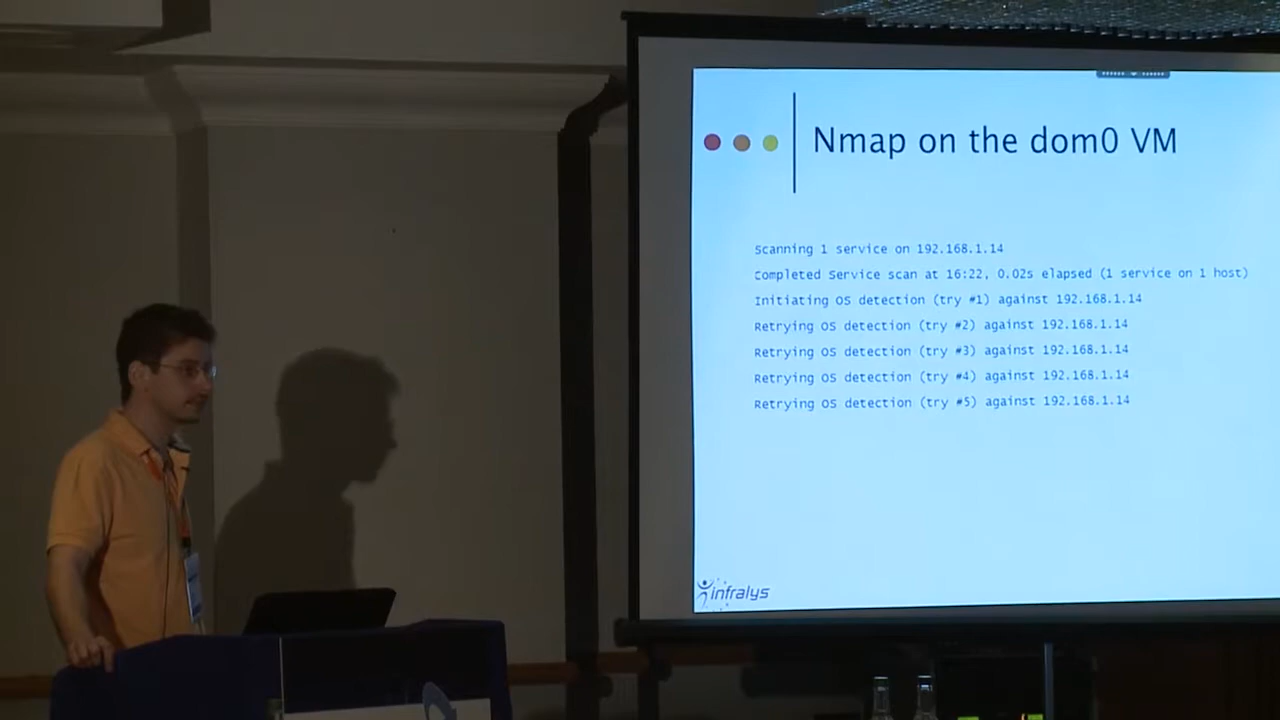 Nmap on the dom0 VM
Scanning 1 service on 192.168.1.14
Completed Service scan at 16:22, 0.02s elapsed (1 service on 1 host)
Initiating OS detection (try #1) against 192.168.1.14
Retrying OS detection (try #2) against 192.168.1.14
Retrying OS detection (try #3) against 192.168.1.14
Retrying OS detection (try #4) against 192.168.1.14
Retrying OS detection (try #5) against 192.168.1.14
infralys